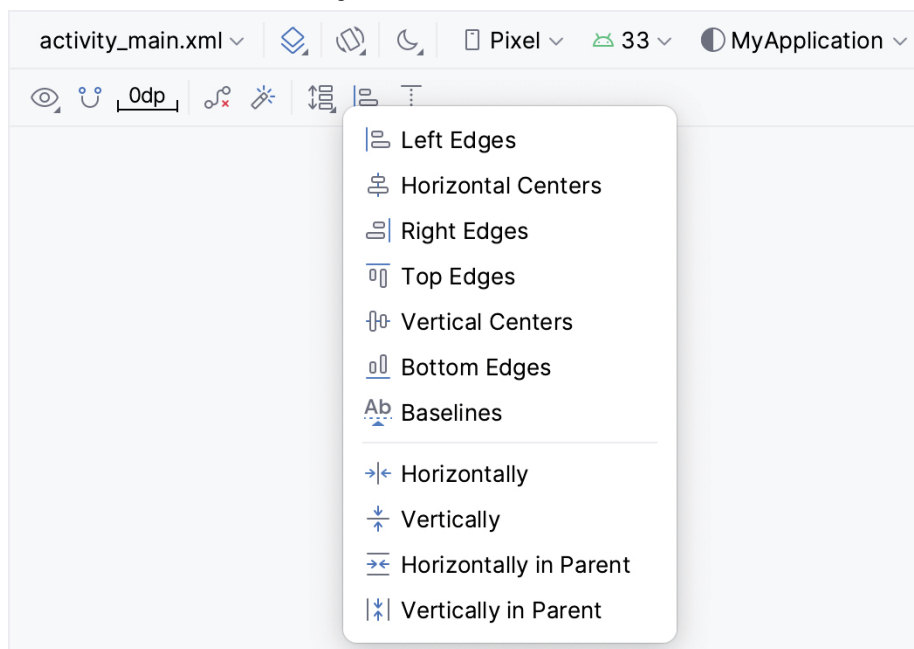 activity_main.xml Pixel 33 MyApplication
0dp
Left Edges
Horizontal Centers
Right Edges
Top Edges
Vertical Centers
Bottom Edges
Ab Baselines
Horizontally
Vertically
Horizontally in Parent
Vertically in Parent